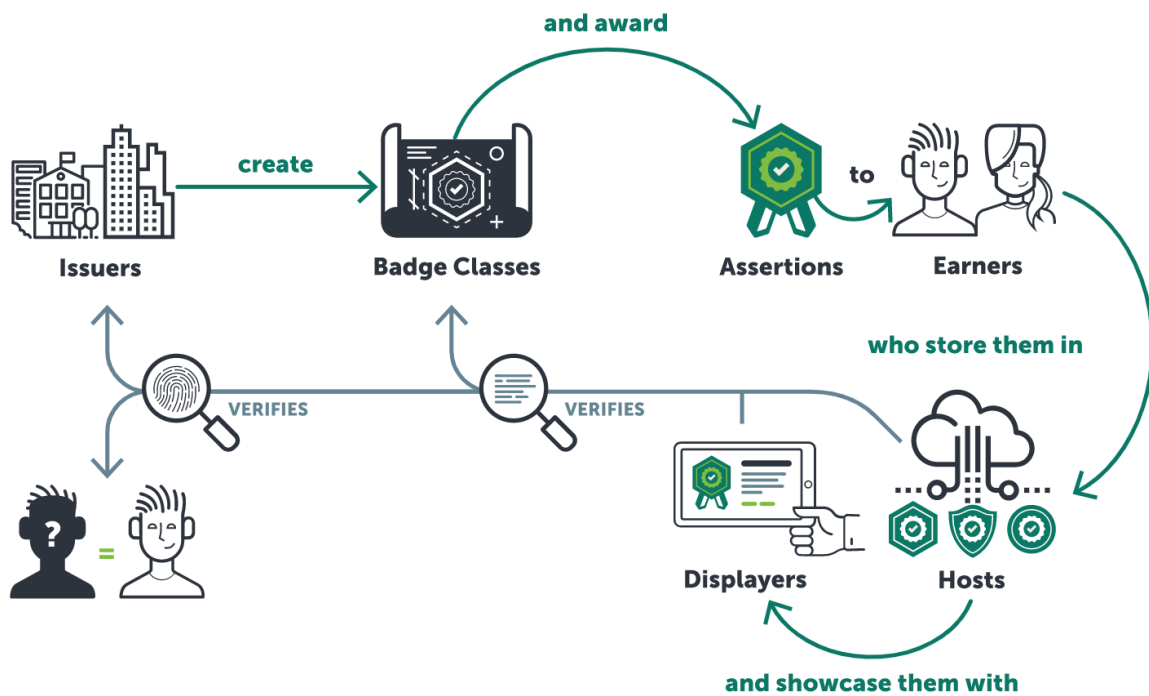 and award
create
to
Issuers
Badge Classes
Assertions
Earners
who store them in
VERIFIES
VERIFIES
?
=
Displayers
Hosts
and showcase them with